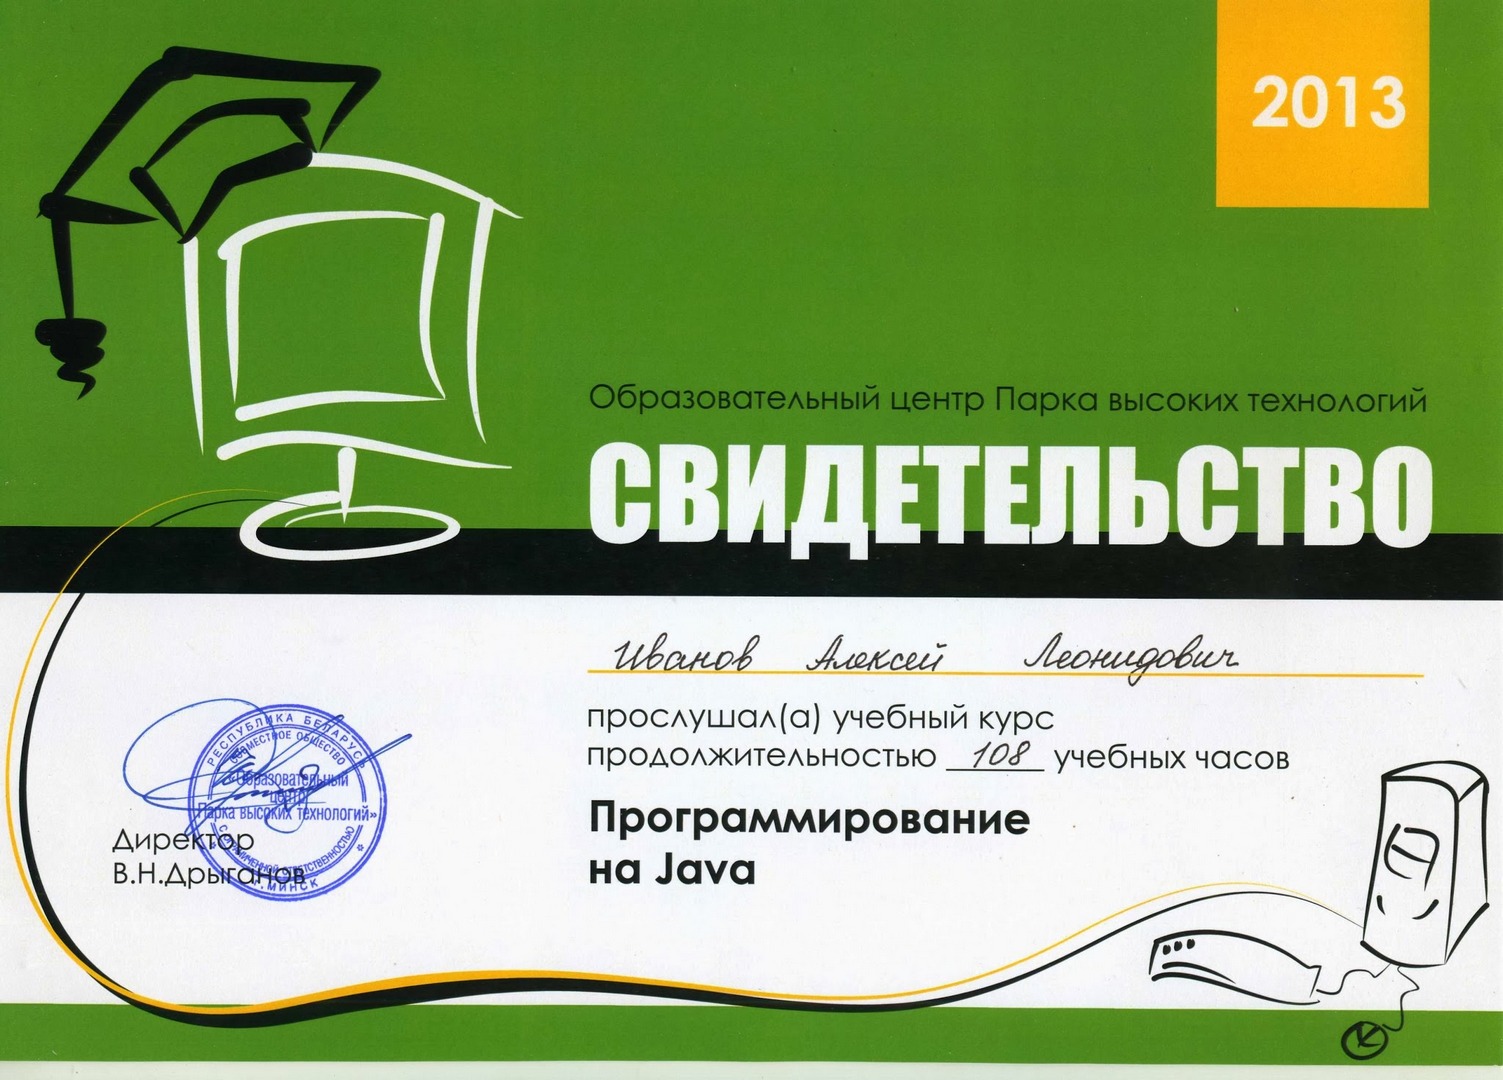 2013
Образовательный центр Парка высоких технологий
СВИДЕТЕЛЬСТВО
Иванов Алексей Леонидович
прослушал(а) учебный курс
продолжительностью 108 учебных часов
Программирование
на Java
РЕСПУБЛИКА БЕЛАРУСЬ
СОВМЕСТНОЕ ОБЩЕСТВО
«Образовательный
центр
Парка высоких технологий»
С ОГРАНИЧЕННОЙ ОТВЕТСТВЕННОСТЬЮ
г. МИНСК
Директор
В.Н.Дрыганов